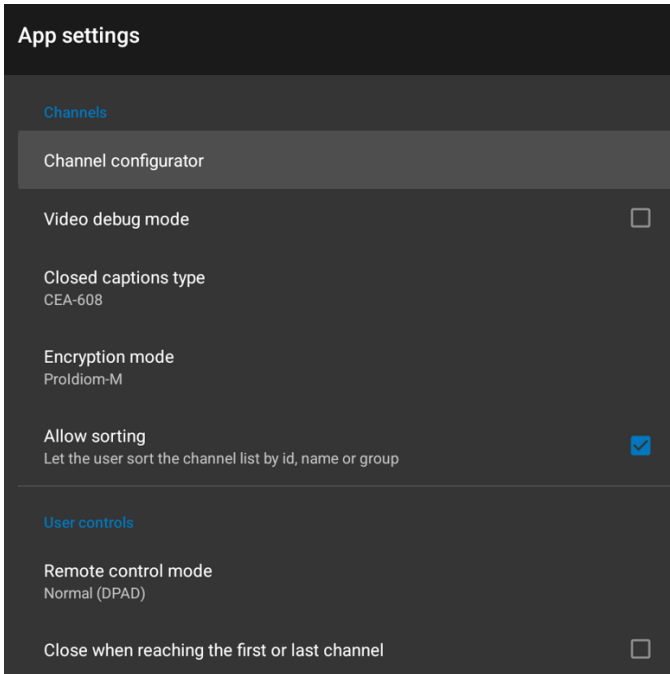 App settings
Channels
Channel configurator
Video debug mode
Closed captions type
CEA-608
Encryption mode
ProIdiom-M
Allow sorting
Let the user sort the channel list by id, name or group
User controls
Remote control mode
Normal (DPAD)
Close when reaching the first or last channel